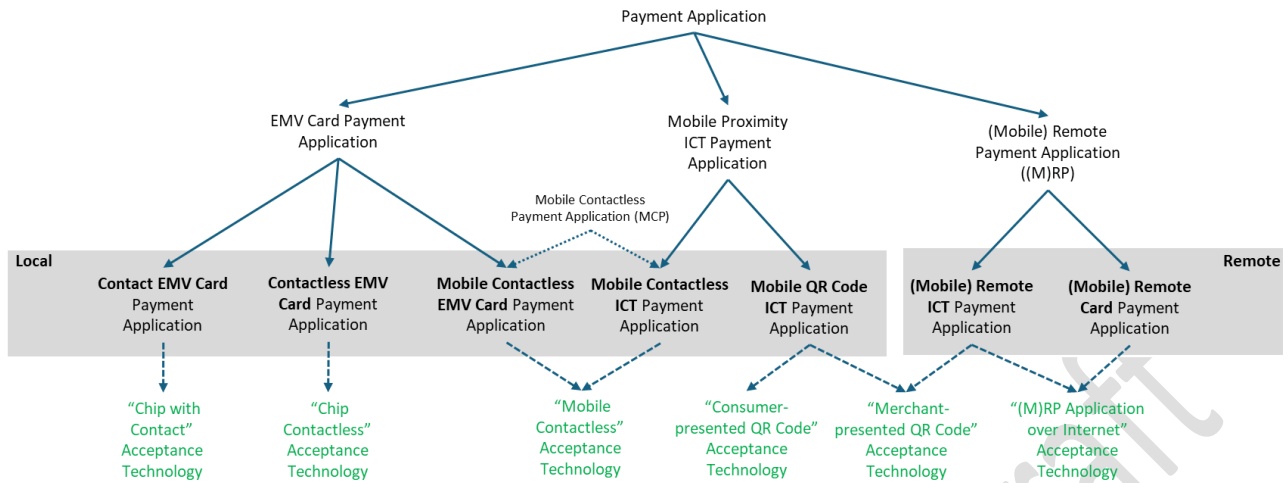 Payment Application
EMV Card Payment
Application
Mobile Proximity
ICT Payment
Application
(Mobile) Remote
Payment Application
((M)RP)
Mobile Contactless
Payment Application (MCP)
Local
Remote
Contact EMV Card
Payment
Application
Contactless EMV
Card Payment
Application
Mobile Contactless
EMV Card Payment
Application
Mobile Contactless
ICT Payment
Application
Mobile QR Code
ICT Payment
Application
(Mobile) Remote
ICT Payment
Application
(Mobile) Remote
Card Payment
Application
“Chip with
Contact”
Acceptance
Technology
“Chip
Contactless”
Acceptance
Technology
“Mobile
Contactless”
Acceptance
Technology
“Consumer-
presented QR Code”
Acceptance
Technology
“Merchant-
presented QR Code”
Acceptance
Technology
“(M)RP Application
over Internet”
Acceptance
Technology
raft